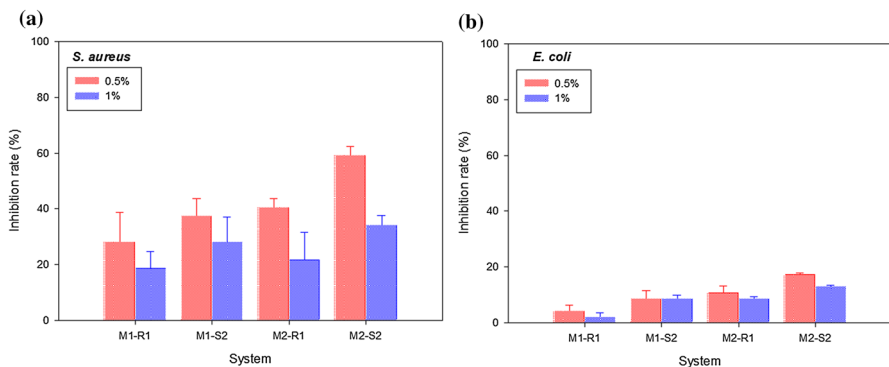 (a)
100
80
60
40
20
0
Inhibition rate (%)
S. aureus
0.5%
1%
M1-R1 M1-S2 M2-R1 M2-S2
System
(b)
100
80
60
40
20
0
Inhibition rate (%)
E. coli
0.5%
1%
M1-R1 M1-S2 M2-R1 M2-S2
System